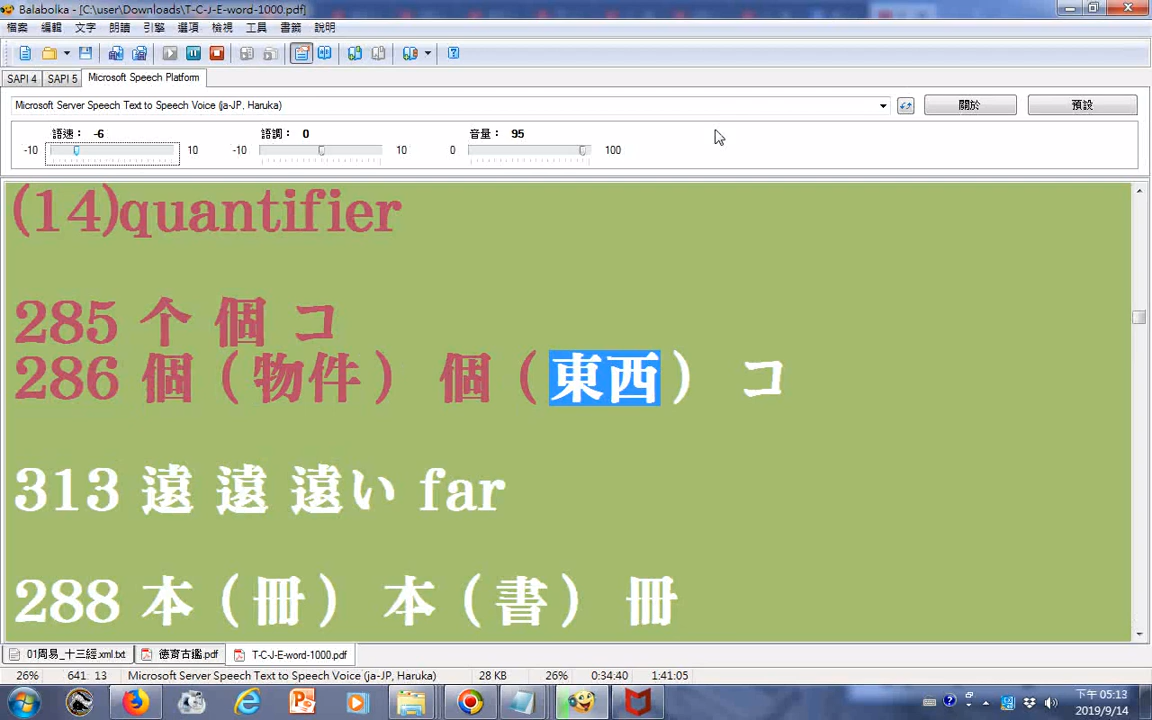 Balabolka - [C:\user\Downloads\T-C-J-E-word-1000.pdf]
檔案 編輯 文字 朗讀 引擎 選項 檢視 工具 書籤 說明
SAPI 4 SAPI 5 Microsoft Speech Platform
Microsoft Server Speech Text to Speech Voice (ja-JP, Haruka) 關於 預設
語速： -6 語調： 0 音量： 95
-10 10 -10 10 0 100
(14)quantifier
285 个 個 コ
286 個（物件） 個（東西） コ
313 遠 遠 遠い far
288 本（冊） 本（書） 冊
01周易_十三經.xml.txt 德育古鑑.pdf T-C-J-E-word-1000.pdf
26% 641: 13 Microsoft Server Speech Text to Speech Voice (ja-JP, Haruka) 28 KB 26% 0:34:40 1:41:05
下午 05:13
2019/9/14